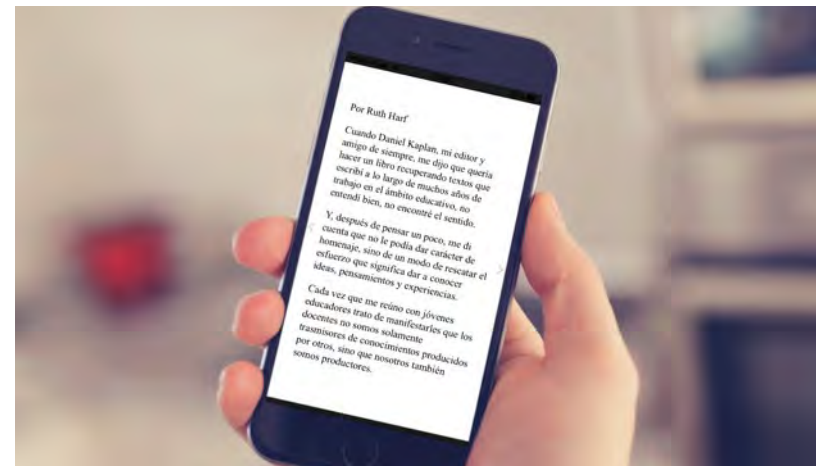 Por Ruth Harf
Cuando Daniel Kaplan, mi editor y
amigo de siempre, me dijo que quería
hacer un libro recuperando textos que
escribí a lo largo de muchos años de
trabajo en el ámbito educativo, no
entendí bien, no encontré el sentido.
Y, después de pensar un poco, me di
cuenta que no le podía dar carácter de
homenaje, sino de un modo de rescatar el
esfuerzo que significa dar a conocer
ideas, pensamientos y experiencias.
Cada vez que me reúno con jóvenes
educadores trato de manifestarles que los
docentes no somos solamente
trasmisores de conocimientos producidos
por otros, sino que nosotros también
somos productores.